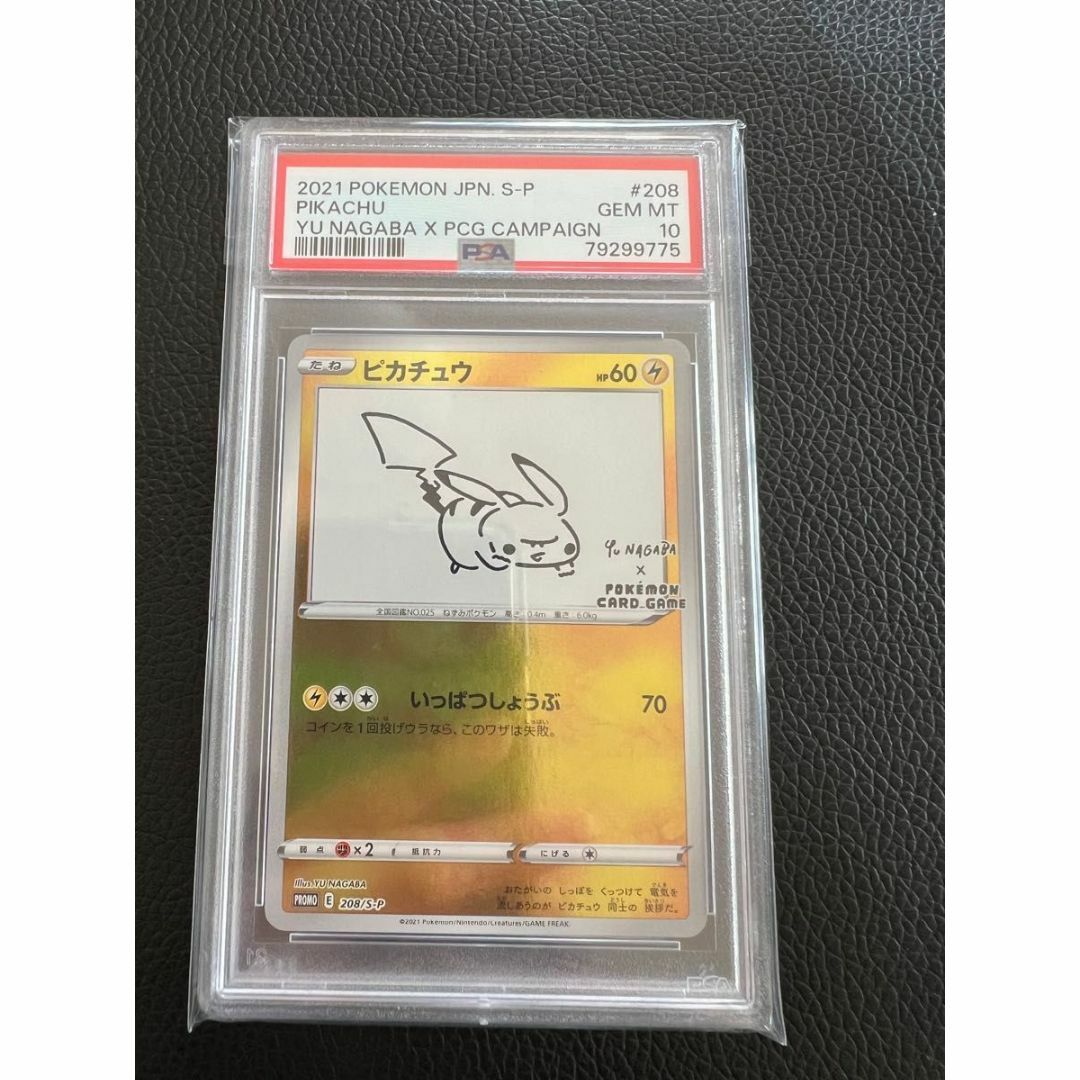 2021 POKEMON JPN. S-P #208
PIKACHU GEM MT
YU NAGABA X PCG CAMPAIGN 10
PSA 79299775
たね ピカチュウ HP60
YU NAGABA
×
POKÉMON
CARD GAME
全国図鑑NO.025 ねずみポケモン 高さ:0.4m 重さ:6.0kg
いっぱつしょうぶ 70
コインを1回投げウラなら、このワザは失敗。
弱点 ×2 抵抗力 にげる
Illus. YU NAGABA
PROMO E 208/S-P
おたがいの しっぽを くっつけて 電気を
流しあうのが ピカチュウ 同士の 挨拶だ。
©2021 Pokémon/Nintendo/Creatures/GAME FREAK.
PSA